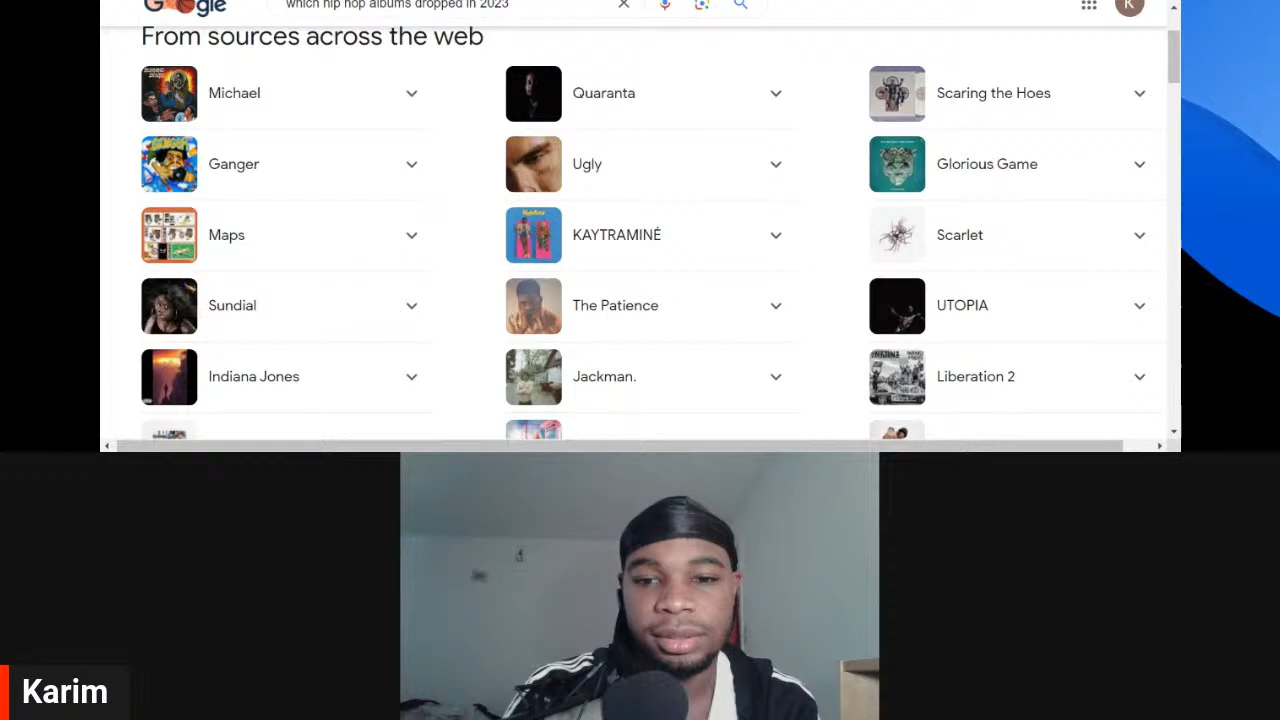 Google
which hip hop albums dropped in 2023
K
From sources across the web
Michael
Quaranta
Scaring the Hoes
Ganger
Ugly
Glorious Game
Maps
KAYTRAMINÉ
Scarlet
Sundial
The Patience
UTOPIA
Indiana Jones
Jackman.
Liberation 2
Karim